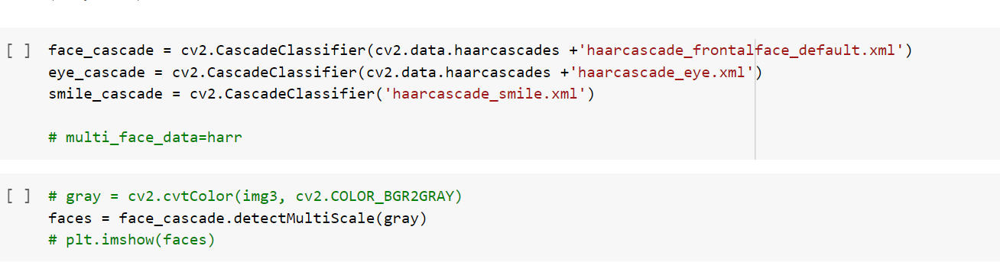 [ ] face_cascade = cv2.CascadeClassifier(cv2.data.haarcascades +'haarcascade_frontalface_default.xml')
eye_cascade = cv2.CascadeClassifier(cv2.data.haarcascades +'haarcascade_eye.xml')
smile_cascade = cv2.CascadeClassifier('haarcascade_smile.xml')
# multi_face_data=harr
[ ] # gray = cv2.cvtColor(img3, cv2.COLOR_BGR2GRAY)
faces = face_cascade.detectMultiScale(gray)
# plt.imshow(faces)